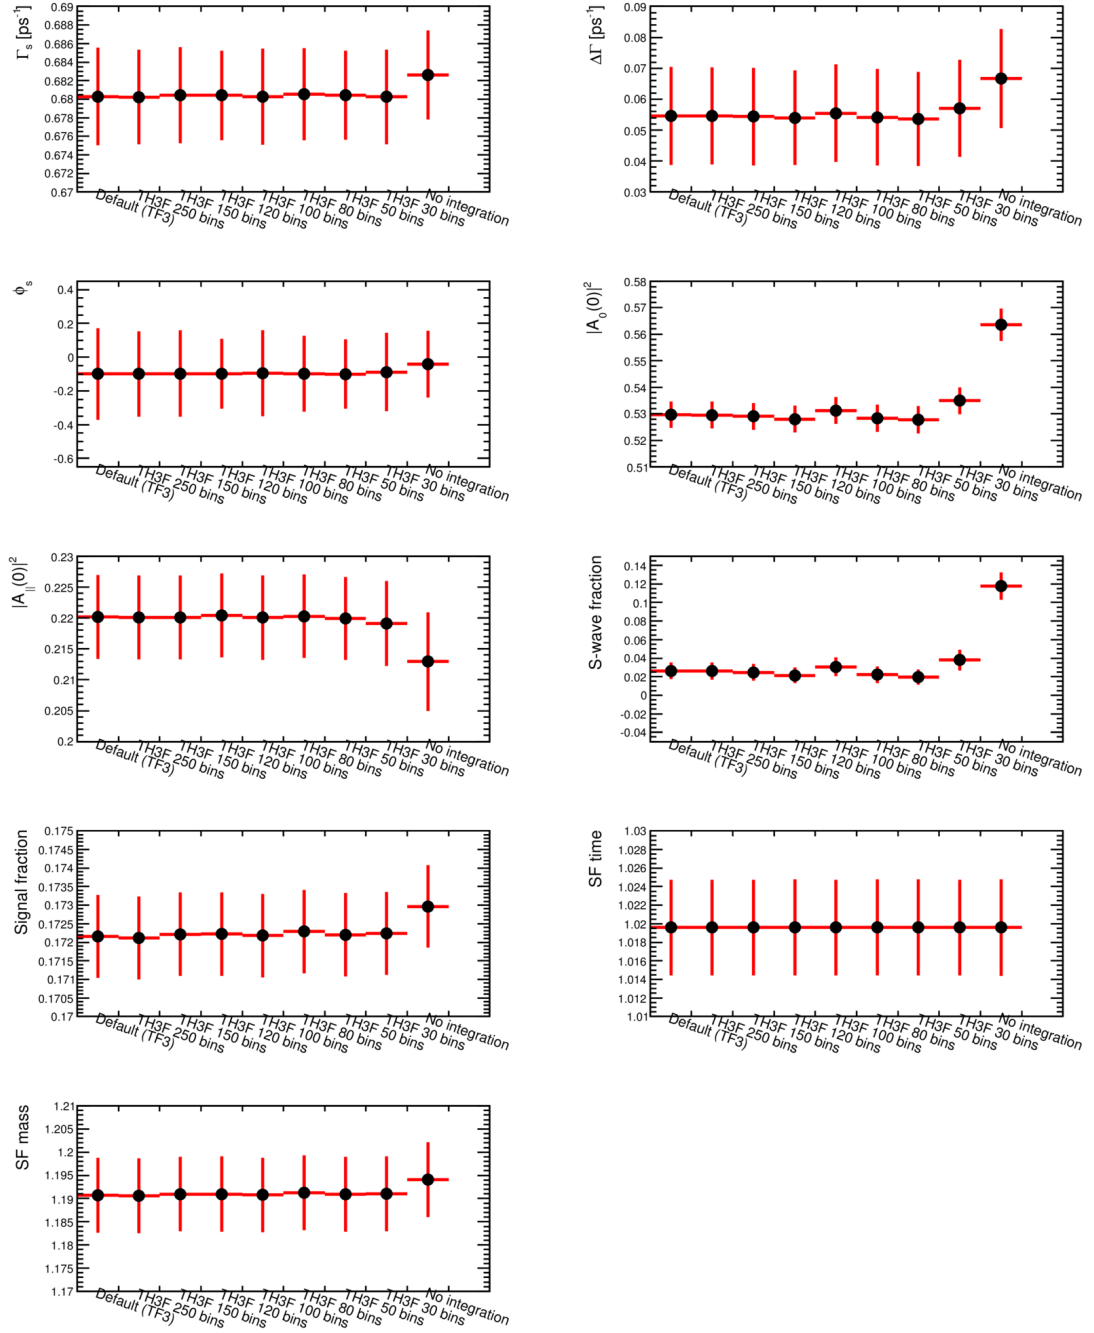 Γs [ps-1]
0.69
0.688
0.686
0.684
0.682
0.68
0.678
0.676
0.674
0.672
0.67
Default (TF3)
TH3F 250 bins
TH3F 150 bins
TH3F 120 bins
TH3F 100 bins
TH3F 80 bins
TH3F 50 bins
TH3F 30 bins
No integration
ΔΓ [ps-1]
0.09
0.08
0.07
0.06
0.05
0.04
0.03
Default (TF3)
TH3F 250 bins
TH3F 150 bins
TH3F 120 bins
TH3F 100 bins
TH3F 80 bins
TH3F 50 bins
TH3F 30 bins
No integration
ϕs
0.4
0.2
0
-0.2
-0.4
-0.6
Default (TF3)
TH3F 250 bins
TH3F 150 bins
TH3F 120 bins
TH3F 100 bins
TH3F 80 bins
TH3F 50 bins
TH3F 30 bins
No integration
|A0(0)|2
0.58
0.57
0.56
0.55
0.54
0.53
0.52
0.51
Default (TF3)
TH3F 250 bins
TH3F 150 bins
TH3F 120 bins
TH3F 100 bins
TH3F 80 bins
TH3F 50 bins
TH3F 30 bins
No integration
|A||(0)|2
0.23
0.225
0.22
0.215
0.21
0.205
0.2
Default (TF3)
TH3F 250 bins
TH3F 150 bins
TH3F 120 bins
TH3F 100 bins
TH3F 80 bins
TH3F 50 bins
TH3F 30 bins
No integration
S-wave fraction
0.14
0.12
0.1
0.08
0.06
0.04
0.02
0
-0.02
-0.04
Default (TF3)
TH3F 250 bins
TH3F 150 bins
TH3F 120 bins
TH3F 100 bins
TH3F 80 bins
TH3F 50 bins
TH3F 30 bins
No integration
Signal fraction
0.175
0.1745
0.174
0.1735
0.173
0.1725
0.172
0.1715
0.171
0.1705
0.17
Default (TF3)
TH3F 250 bins
TH3F 150 bins
TH3F 120 bins
TH3F 100 bins
TH3F 80 bins
TH3F 50 bins
TH3F 30 bins
No integration
SF time
1.03
1.028
1.026
1.024
1.022
1.02
1.018
1.016
1.014
1.012
1.01
Default (TF3)
TH3F 250 bins
TH3F 150 bins
TH3F 120 bins
TH3F 100 bins
TH3F 80 bins
TH3F 50 bins
TH3F 30 bins
No integration
SF mass
1.21
1.205
1.2
1.195
1.19
1.185
1.18
1.175
1.17
Default (TF3)
TH3F 250 bins
TH3F 150 bins
TH3F 120 bins
TH3F 100 bins
TH3F 80 bins
TH3F 50 bins
TH3F 30 bins
No integration